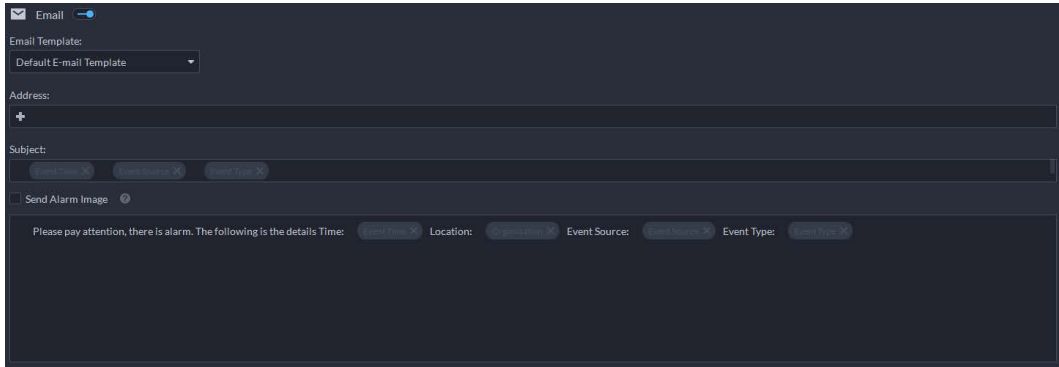 Email
Email Template:
Default E-mail Template
Address:
Subject:
Event Time Event Source Event Type
Send Alarm Image
Please pay attention, there is alarm. The following is the details Time: Event Time Location: Organization Event Source: Event Source Event Type: Event Type